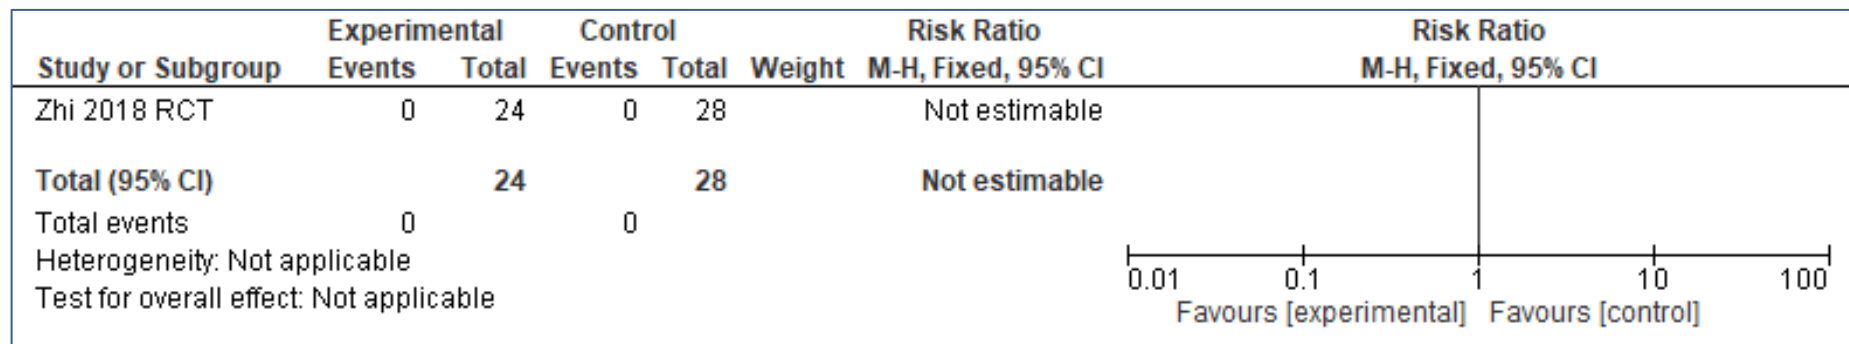 Experimental Control Risk Ratio Risk Ratio
Study or Subgroup Events Total Events Total Weight M-H, Fixed, 95% CI M-H, Fixed, 95% CI
Zhi 2018 RCT 0 24 0 28 Not estimable
Total (95% CI) 24 28 Not estimable
Total events 0 0
Heterogeneity: Not applicable
Test for overall effect: Not applicable
0.01 0.1 1 10 100
Favours [experimental] Favours [control]